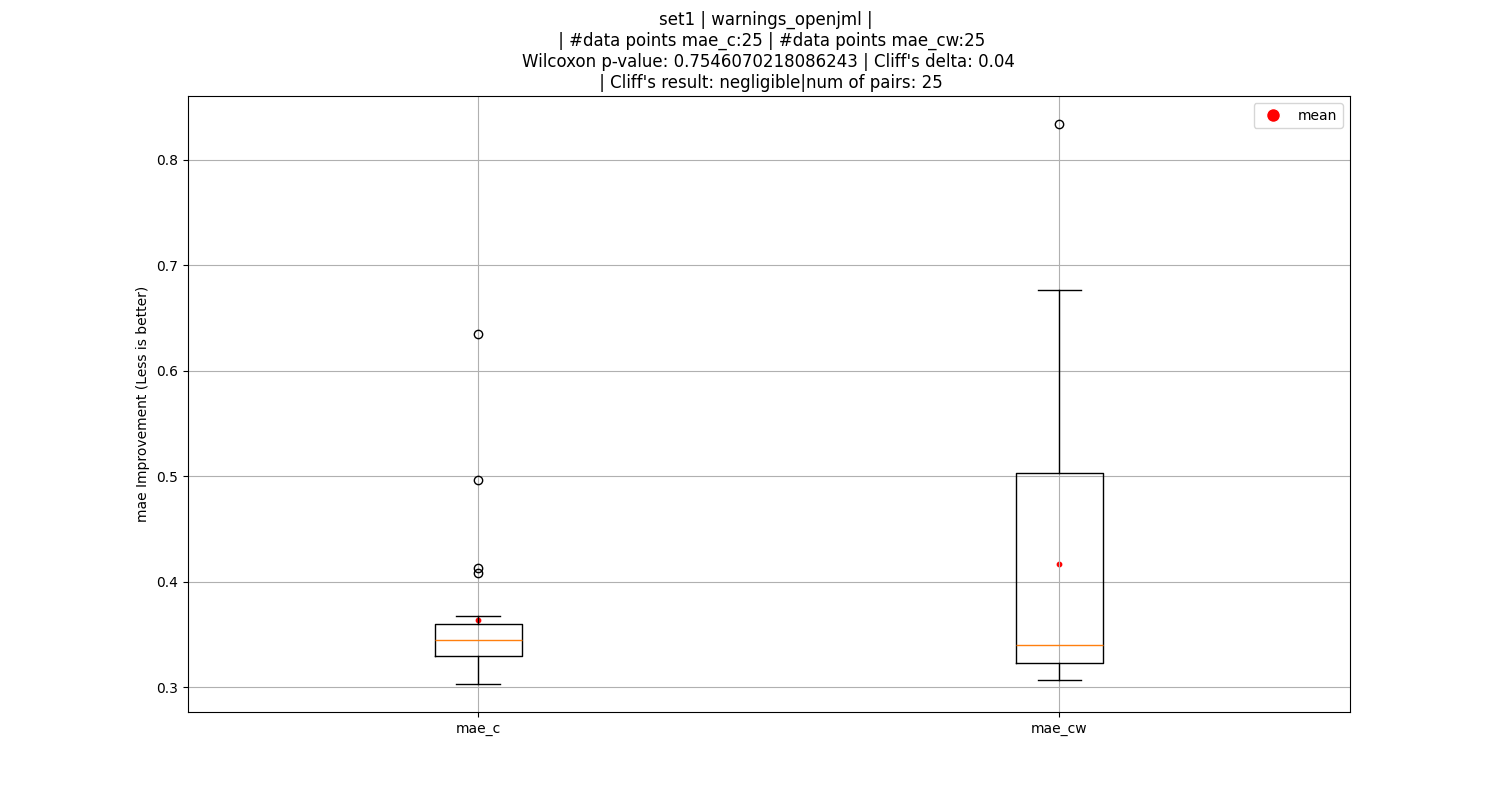 set1 | warnings_openjml |
| #data points mae_c:25 | #data points mae_cw:25
Wilcoxon p-value: 0.7546070218086243 | Cliff's delta: 0.04
| Cliff's result: negligible|num of pairs: 25
mean
mae Improvement (Less is better)
0.8
0.7
0.6
0.5
0.4
0.3
mae_c
mae_cw